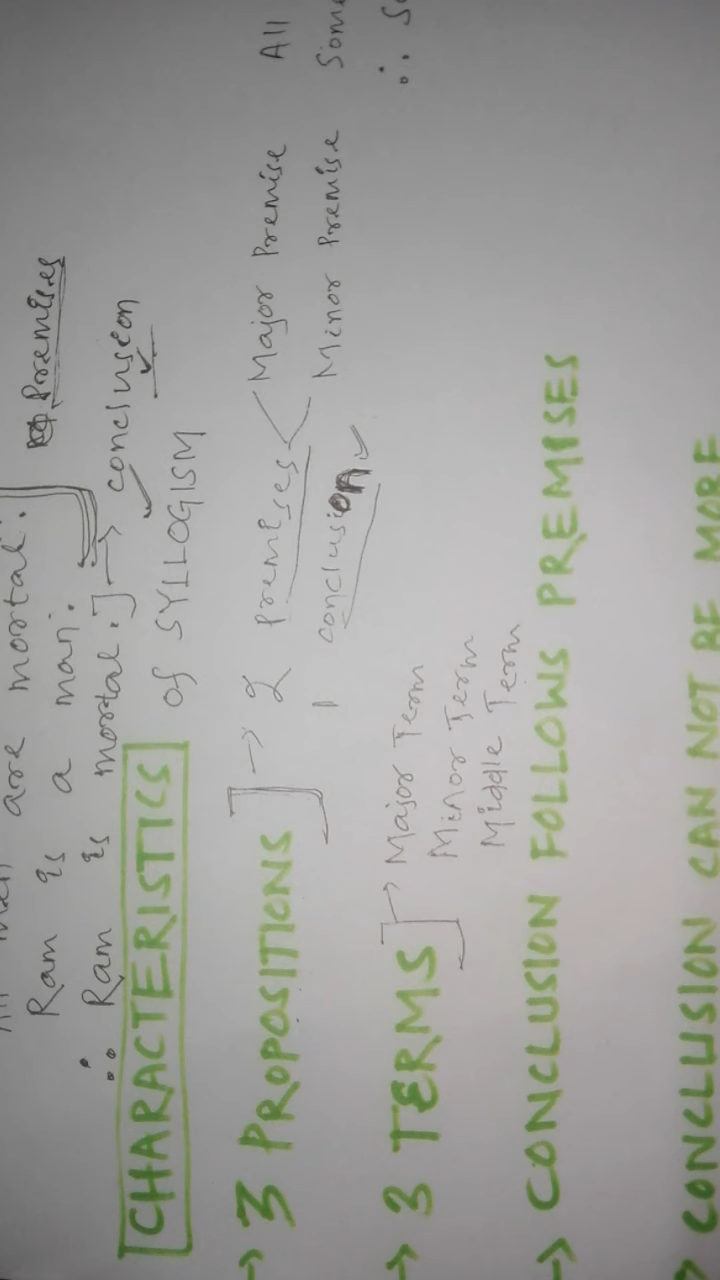 are mortal. Premises
Ram is a man.
∴ Ram is mortal. → conclusion
CHARACTERISTICS of SYLLOGISM
→ 3 PROPOSITIONS → 2 Premises < Major Premise All
Minor Premise
1 conclusion
→ 3 TERMS → Major Term
Minor Term
Middle Term
→ CONCLUSION FOLLOWS PREMISES
→ CONCLUSION CAN NOT BE MORE